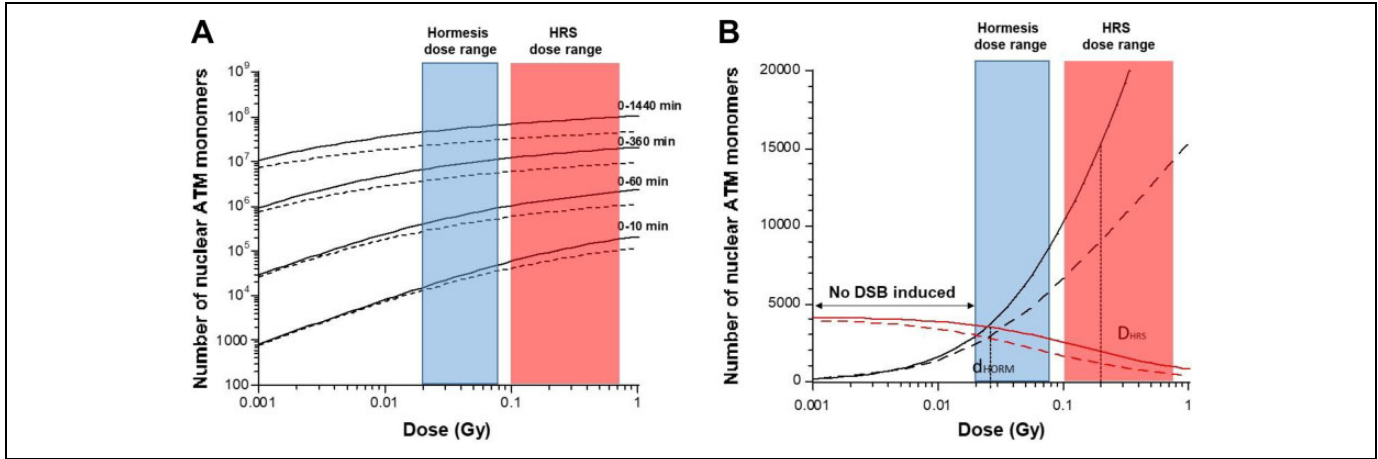 A
Hormesis
dose range
HRS
dose range
Number of nuclear ATM monomers
10⁹
10⁸
10⁷
10⁶
10⁵
10⁴
1000
100
0-1440 min
0-360 min
0-60 min
0-10 min
0.001
0.01
0.1
1
Dose (Gy)
B
Hormesis
dose range
HRS
dose range
Number of nuclear ATM monomers
20000
15000
10000
5000
0
No DSB induced
dHORM
DHRS
0.001
0.01
0.1
1
Dose (Gy)